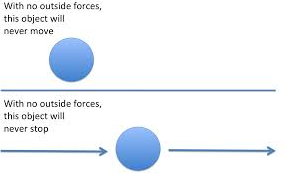 With no outside forces,
this object will
never move
With no outside forces,
this object will
never stop